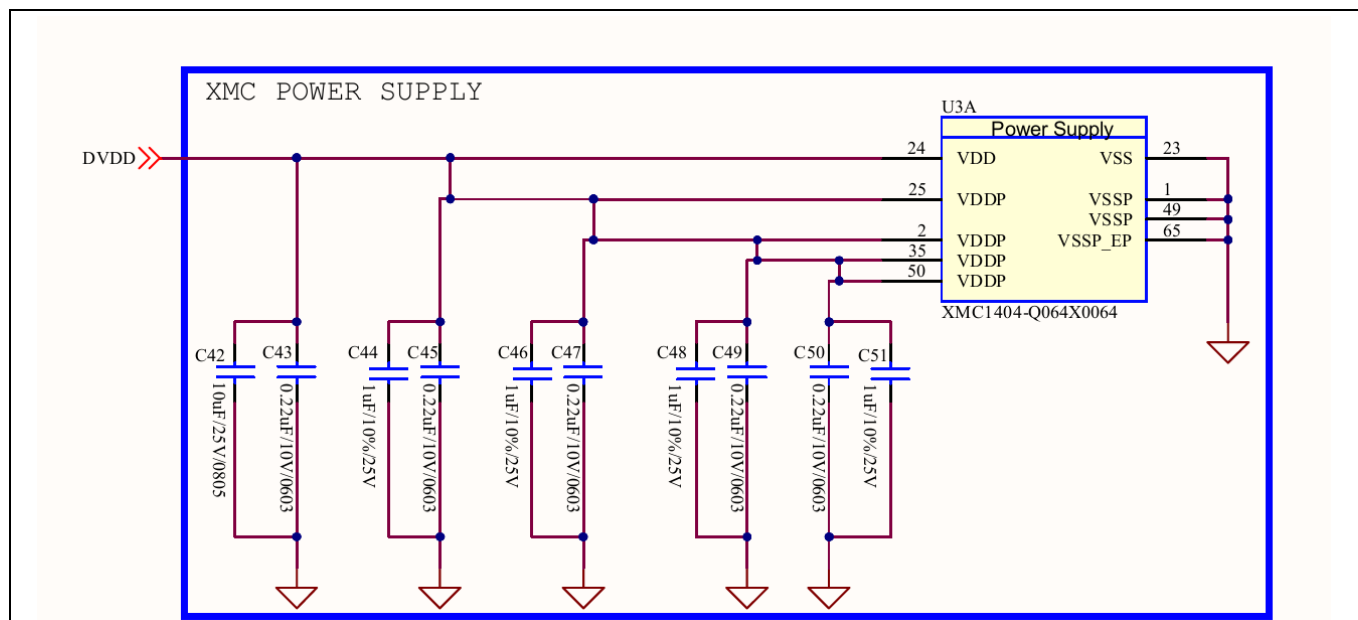 XMC POWER SUPPLY
U3A
Power Supply
DVDD
24
VDD
VSS
23
25
VDDP
VSSP
1
VSSP
49
2
VDDP
VSSP_EP
65
35
VDDP
50
VDDP
XMC1404-Q064X0064
C42
10uF/25V/0805
C43
0.22uF/10V/0603
C44
1uF/10%/25V
C45
0.22uF/10V/0603
C46
1uF/10%/25V
C47
0.22uF/10V/0603
C48
1uF/10%/25V
C49
0.22uF/10V/0603
C50
0.22uF/10V/0603
C51
1uF/10%/25V